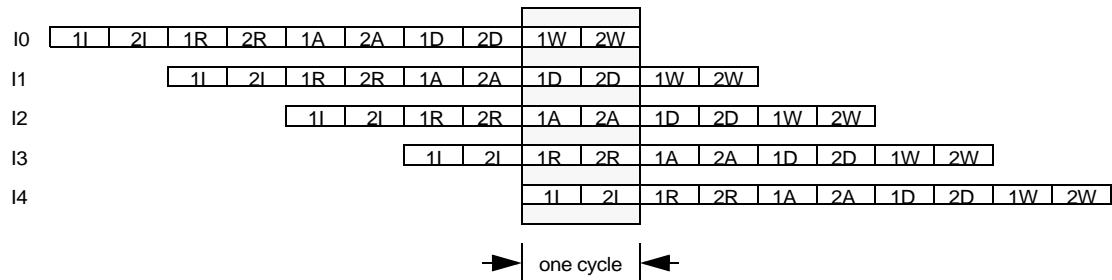 I0 1I 2I 1R 2R 1A 2A 1D 2D 1W 2W
I1 1I 2I 1R 2R 1A 2A 1D 2D 1W 2W
I2 1I 2I 1R 2R 1A 2A 1D 2D 1W 2W
I3 1I 2I 1R 2R 1A 2A 1D 2D 1W 2W
I4 1I 2I 1R 2R 1A 2A 1D 2D 1W 2W
one cycle